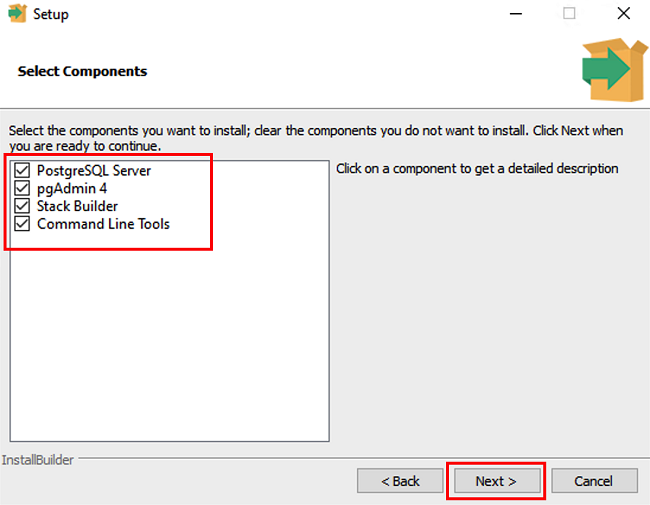 Setup
Select Components
Select the components you want to install; clear the components you do not want to install. Click Next when
you are ready to continue.
PostgreSQL Server
pgAdmin 4
Stack Builder
Command Line Tools
Click on a component to get a detailed description
InstallBuilder
< Back
Next >
Cancel